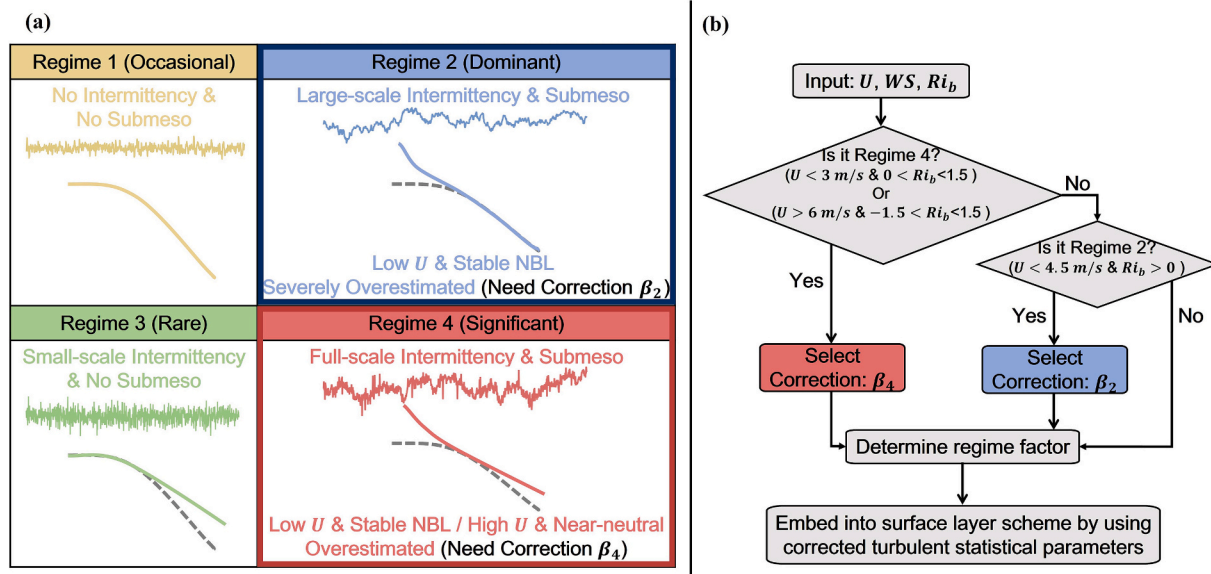 (a)
Regime 1 (Occasional)
No Intermittency &
No Submeso
Regime 2 (Dominant)
Large-scale Intermittency & Submeso
Low U & Stable NBL
Severely Overestimated (Need Correction β₂)
Regime 3 (Rare)
Small-scale Intermittency
& No Submeso
Regime 4 (Significant)
Full-scale Intermittency & Submeso
Low U & Stable NBL / High U & Near-neutral
Overestimated (Need Correction β₄)
(b)
Input: U, WS, Ri_b
Is it Regime 4?
(U < 3 m/s & 0 < Ri_b<1.5 )
Or
(U > 6 m/s & −1.5 < Ri_b<1.5 )
No
Is it Regime 2?
(U < 4.5 m/s & Ri_b > 0 )
Yes
Yes
No
Select
Correction: β₄
Select
Correction: β₂
Determine regime factor
Embed into surface layer scheme by using
corrected turbulent statistical parameters